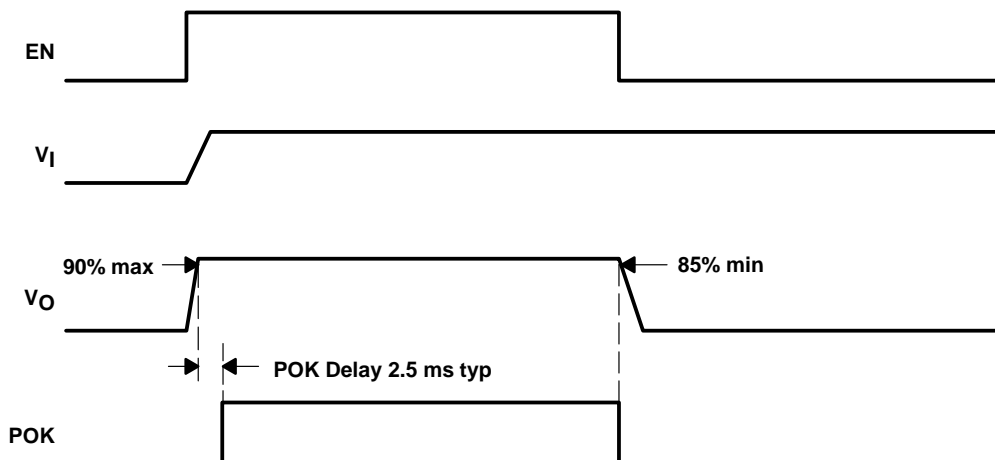 EN
VI
90% max
85% min
VO
POK Delay 2.5 ms typ
POK